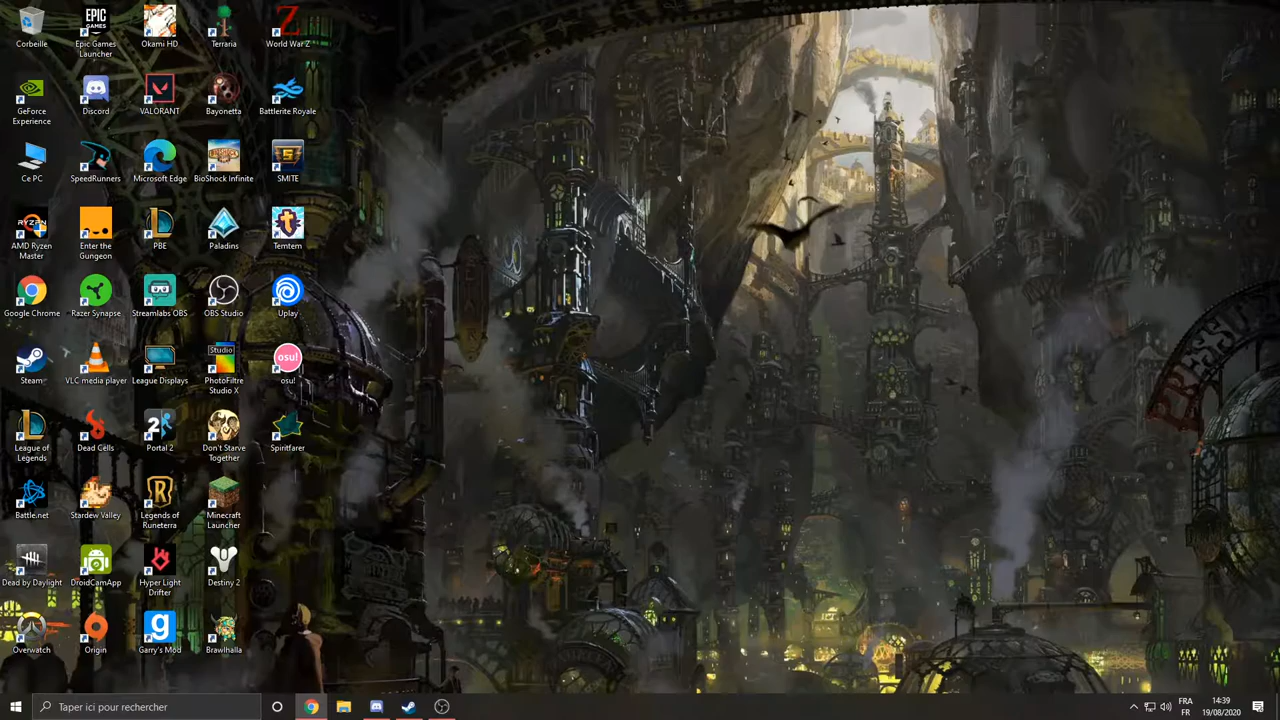 Corbeille
EPIC GAMES
Epic Games Launcher
Okami HD
Terraria
World War Z
GeForce Experience
Discord
VALORANT
Bayonetta
Battlerite Royale
Ce PC
SpeedRunners
Microsoft Edge
BioShock Infinite
SMITE
RYZEN
AMD Ryzen Master
Enter the Gungeon
PBE
Paladins
Temtem
Google Chrome
Razer Synapse
Streamlabs OBS
OBS Studio
Uplay
Steam
VLC media player
League Displays
Studio
PhotoFiltre Studio X
osu!
osu!
League of Legends
Dead Cells
2
Portal 2
Don't Starve Together
Spiritfarer
Battle.net
Stardew Valley
Legends of Runeterra
Minecraft Launcher
Dead by Daylight
DroidCamApp
Hyper Light Drifter
Destiny 2
Overwatch
Origin
g
Garry's Mod
Brawlhalla
PRESSU
Taper ici pour rechercher
FRA
FR
14:39
19/08/2020